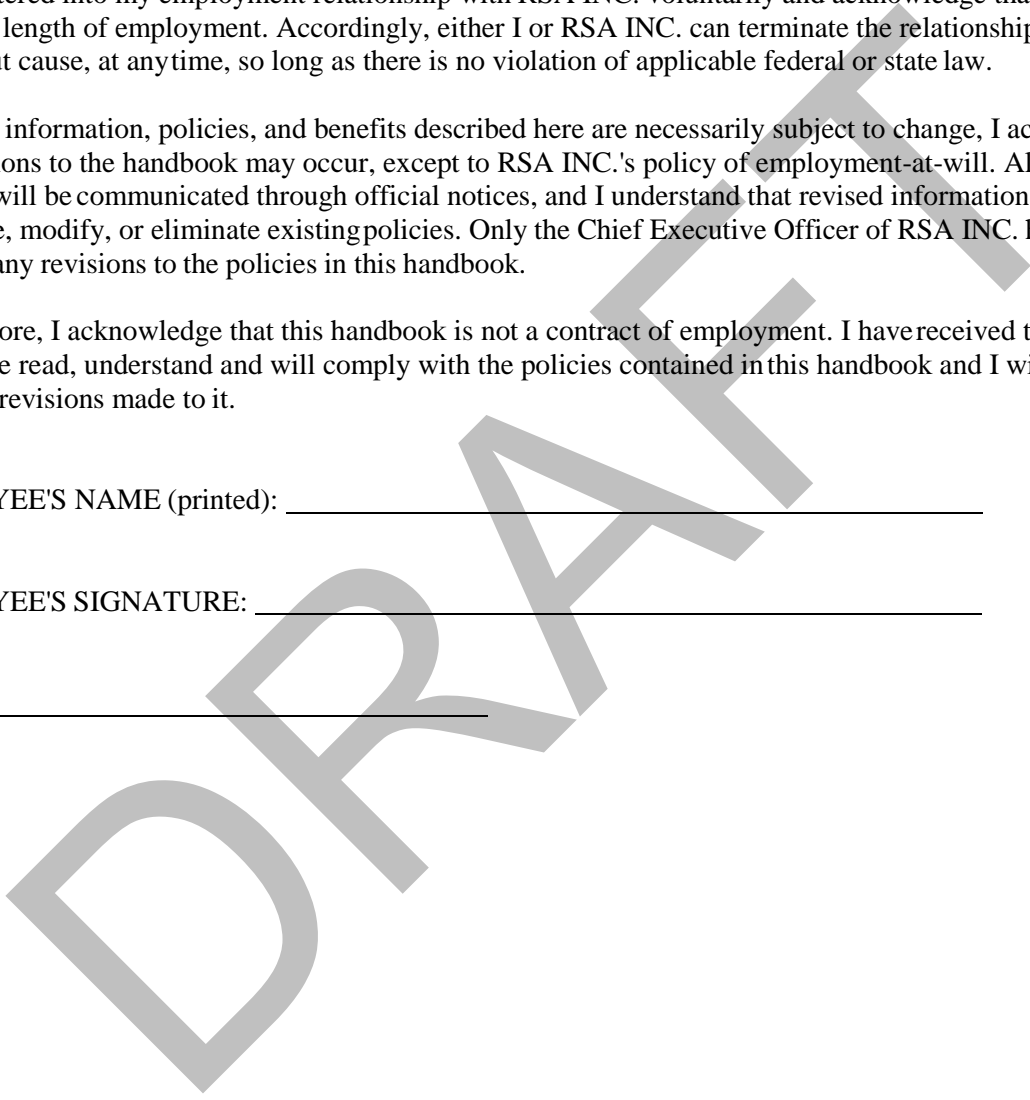 tered into my employment relationship with RSA INC. voluntarily and acknowledge tha
length of employment. Accordingly, either I or RSA INC. can terminate the relationship
ut cause, at anytime, so long as there is no violation of applicable federal or state law.
information, policies, and benefits described here are necessarily subject to change, I ac
ions to the handbook may occur, except to RSA INC.'s policy of employment-at-will. Al
will be communicated through official notices, and I understand that revised information
e, modify, or eliminate existing policies. Only the Chief Executive Officer of RSA INC. h
any revisions to the policies in this handbook.
ore, I acknowledge that this handbook is not a contract of employment. I have received t
e read, understand and will comply with the policies contained in this handbook and I wi
revisions made to it.
YEE'S NAME (printed):
YEE'S SIGNATURE:
DRAFT